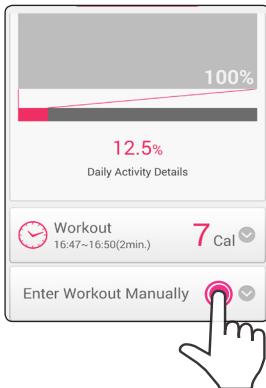 100%
12.5%
Daily Activity Details
Workout
16:47~16:50(2min.)
7 Cal
Enter Workout Manually